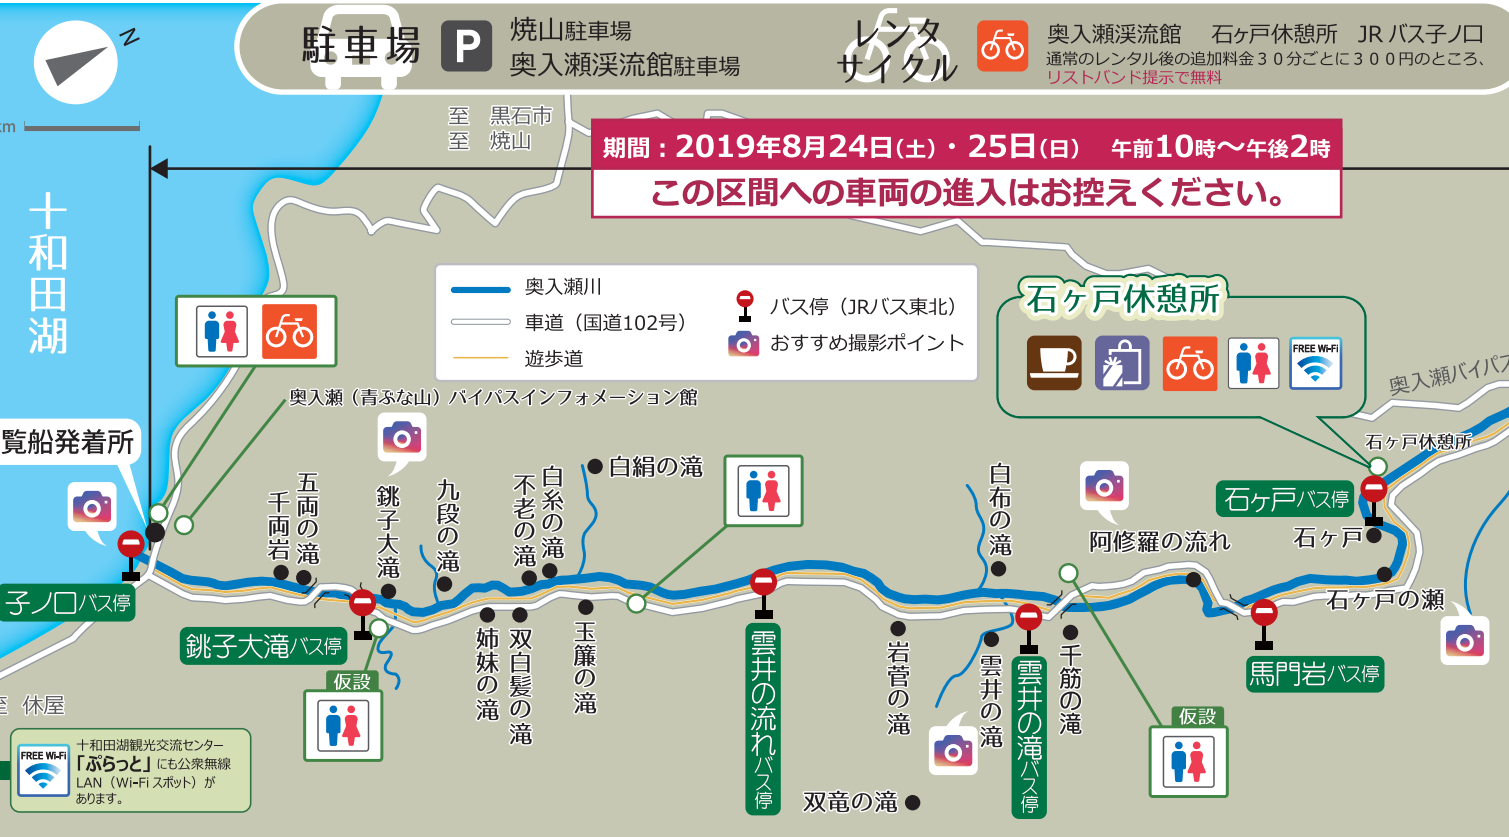 N
km
駐車場
P
焼山駐車場
奥入瀬渓流館駐車場
レンタ
サイクル
奥入瀬渓流館 石ヶ戸休憩所 JRバス子ノ口
通常のレンタル後の追加料金30分ごとに300円のところ、
リストバンド提示で無料
至 黒石市
至 焼山
期間：2019年8月24日(土)・25日(日) 午前10時〜午後2時
この区間への車両の進入はお控えください。
十和田湖
奥入瀬川
車道（国道102号）
遊歩道
バス停（JRバス東北）
おすすめ撮影ポイント
石ヶ戸休憩所
FREE Wi-Fi
奥入瀬バイパス
奥入瀬（青ぶな山）バイパスインフォメーション館
覧船発着所
石ヶ戸休憩所
五両の滝
千両岩
銚子大滝
九段の滝
不老の滝
白糸の滝
白絹の滝
白布の滝
阿修羅の流れ
石ヶ戸バス停
石ヶ戸
石ヶ戸の瀬
子ノ口バス停
銚子大滝バス停
姉妹の滝
双白髪の滝
玉簾の滝
雲井の流れバス停
岩菅の滝
雲井の滝
雲井の滝バス停
千筋の滝
馬門岩バス停
仮設
仮設
双竜の滝
至 休屋
FREE Wi-Fi
十和田湖観光交流センター
「ぷらっと」にも公衆無線
LAN（Wi-Fiスポット）が
あります。